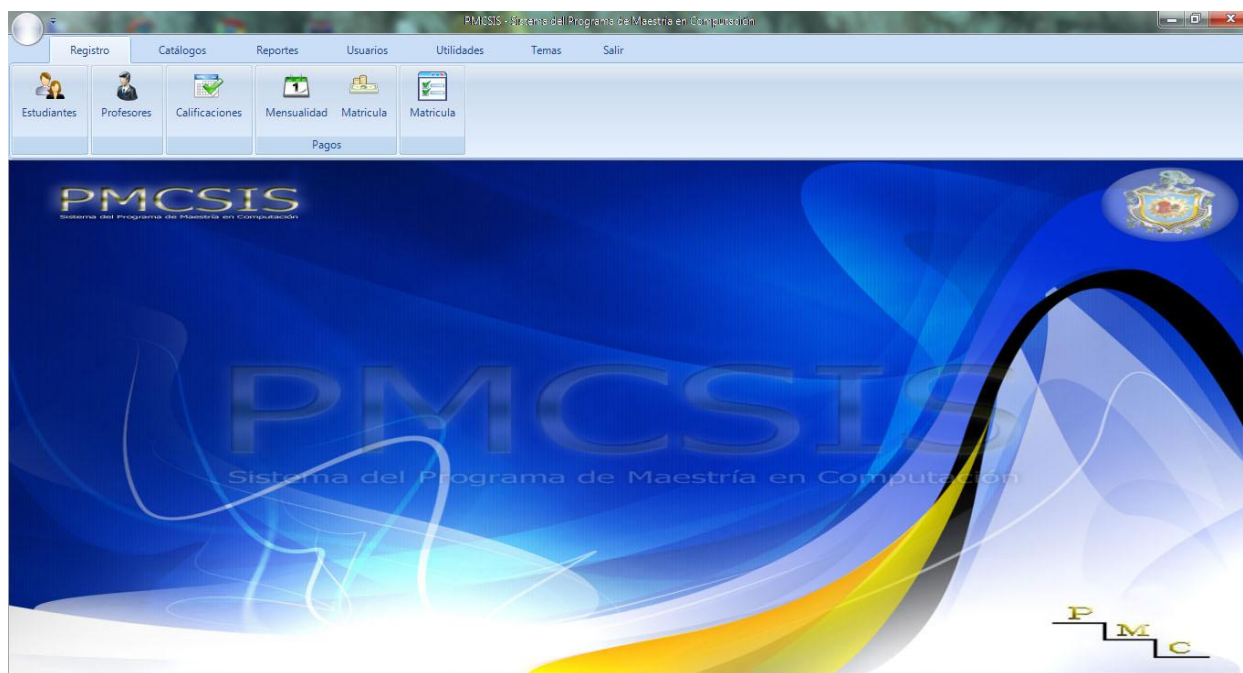 PMCSIS - Sistema del Programa de Maestria en Computación
Registro Catálogos Reportes Usuarios Utilidades Temas Salir
Estudiantes Profesores Calificaciones Mensualidad Matricula Matricula
Pagos
PMCSIS
Sistema del Programa de Maestría en Computación
PMCSIS
Sistema del Programa de Maestría en Computación
P
M
C